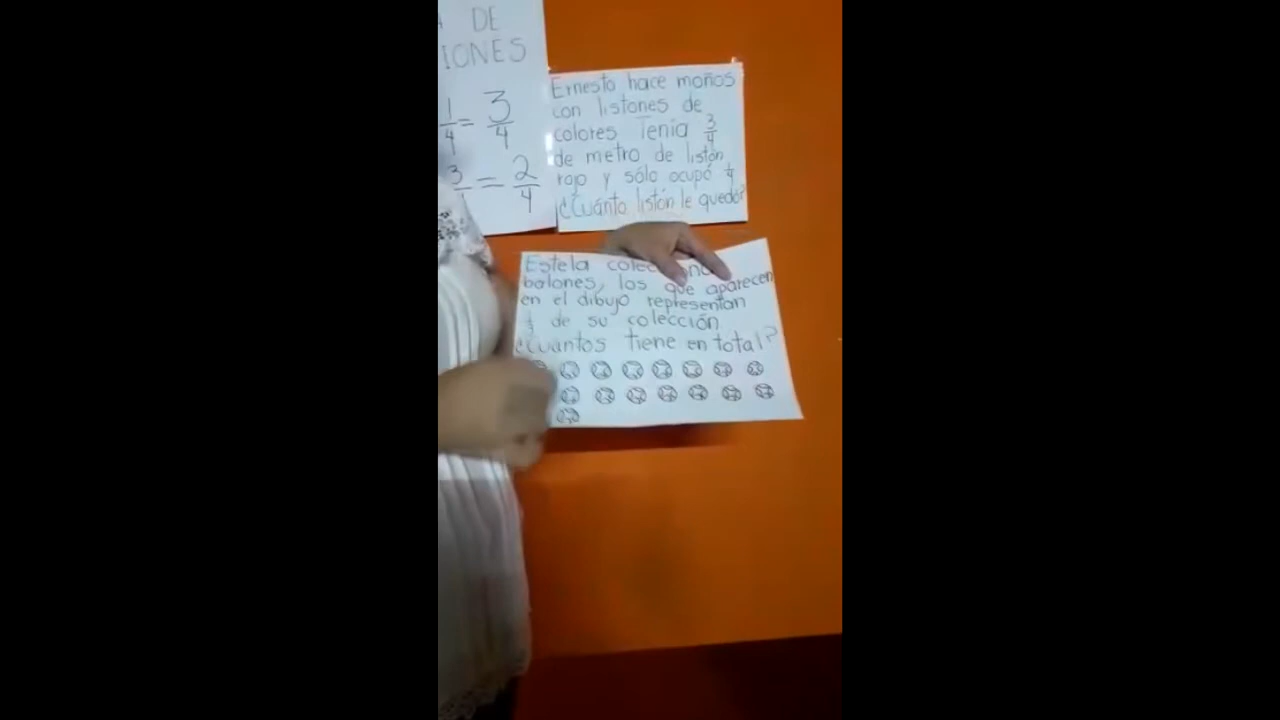 DE
IONES
1/4 = 3/4
3 = 2/4
Ernesto hace moños
con listones de
colores Tenía 3/4
de metro de listón
rojo y sólo ocupó 1/4
¿Cuánto listón le quedó?
Estela
balones, los que aparecen
en el dibujo representan
1/3 de su colección
¿Cuantos tiene en total?